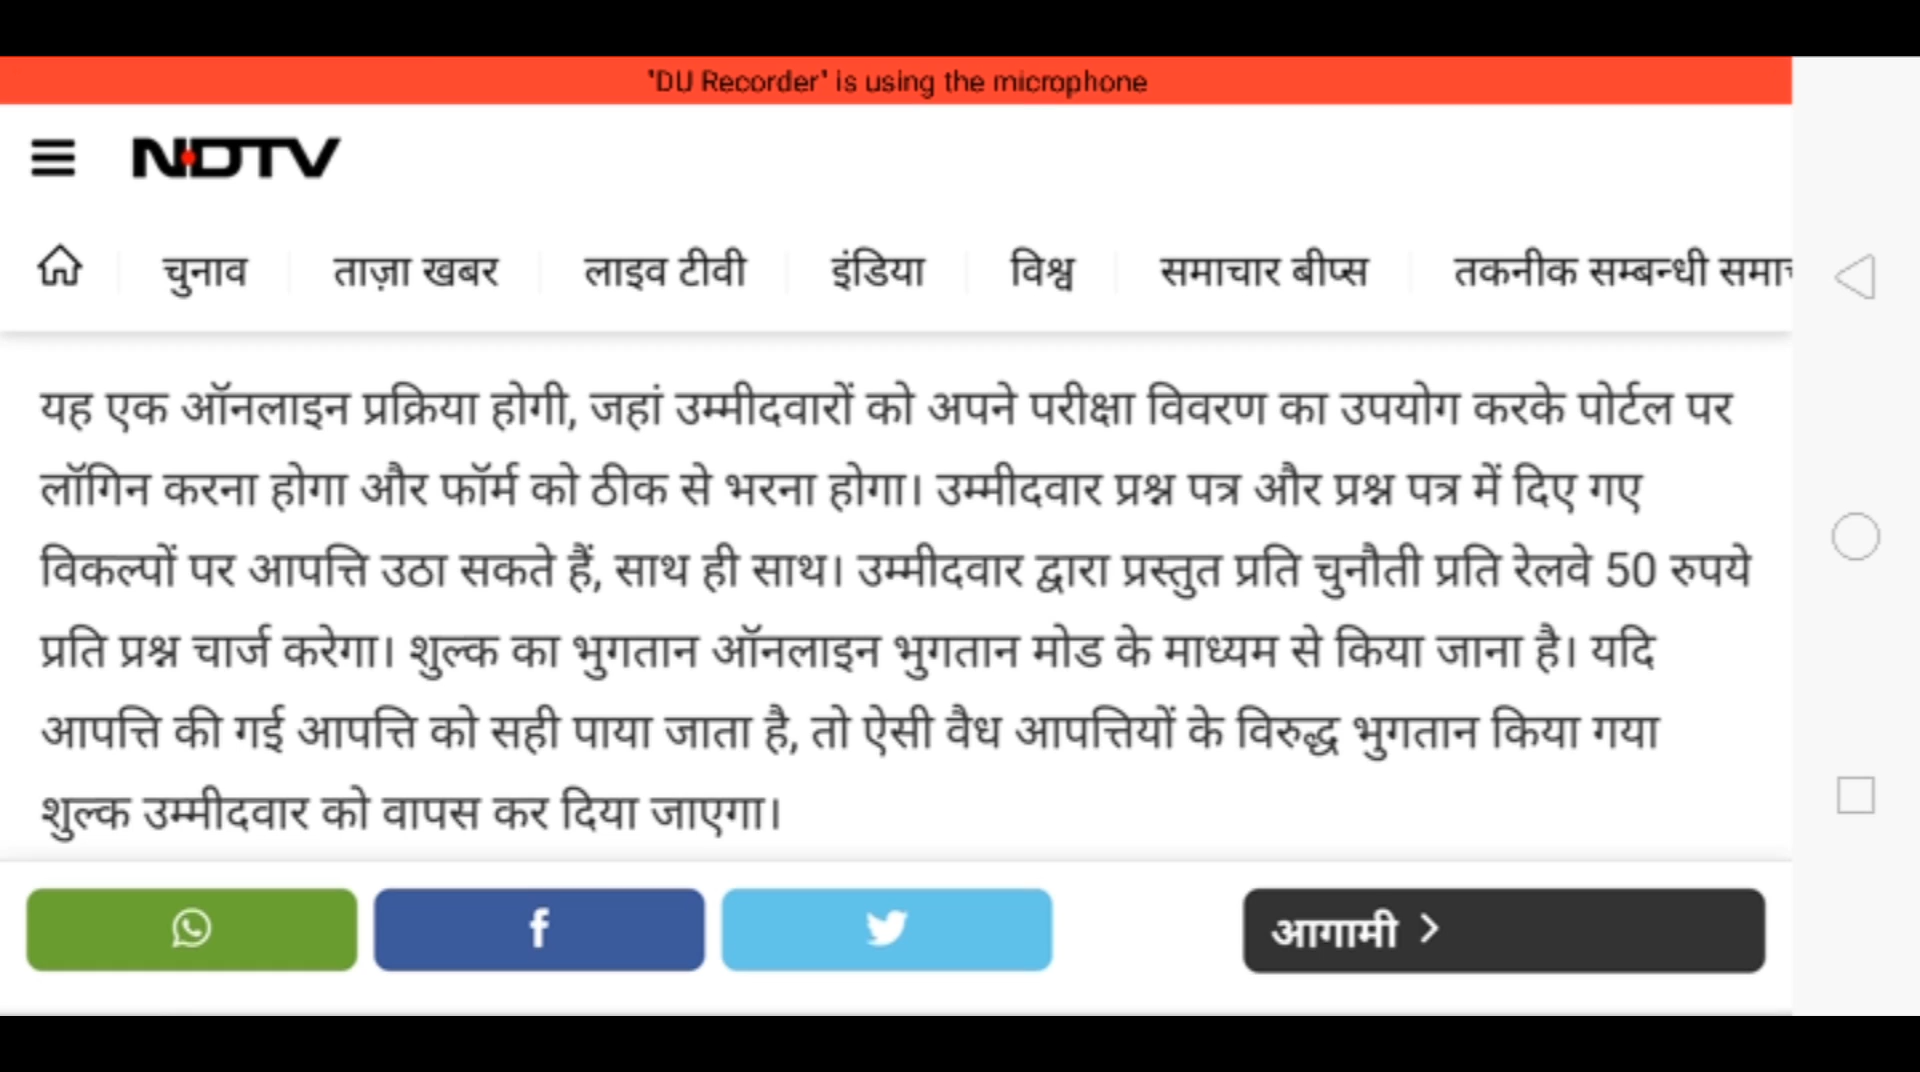 'DU Recorder' is using the microphone
NDTV
चुनाव ताज़ा खबर लाइव टीवी इंडिया विश्व समाचार बीप्स तकनीक सम्बन्धी
यह एक ऑनलाइन प्रक्रिया होगी, जहां उम्मीदवारों को अपने परीक्षा विवरण का उपयोग करके पोर्टल पर
लॉगिन करना होगा और फॉर्म को ठीक से भरना होगा। उम्मीदवार प्रश्न पत्र और प्रश्न पत्र में दिए गए
विकल्पों पर आपत्ति उठा सकते हैं, साथ ही साथ। उम्मीदवार द्वारा प्रस्तुत प्रति चुनौती प्रति रेलवे 50 रुपये
प्रति प्रश्न चार्ज करेगा। शुल्क का भुगतान ऑनलाइन भुगतान मोड के माध्यम से किया जाना है। यदि
आपत्ति की गई आपत्ति को सही पाया जाता है, तो ऐसी वैध आपत्तियों के विरुद्ध भुगतान किया गया
शुल्क उम्मीदवार को वापस कर दिया जाएगा।
आगामी >